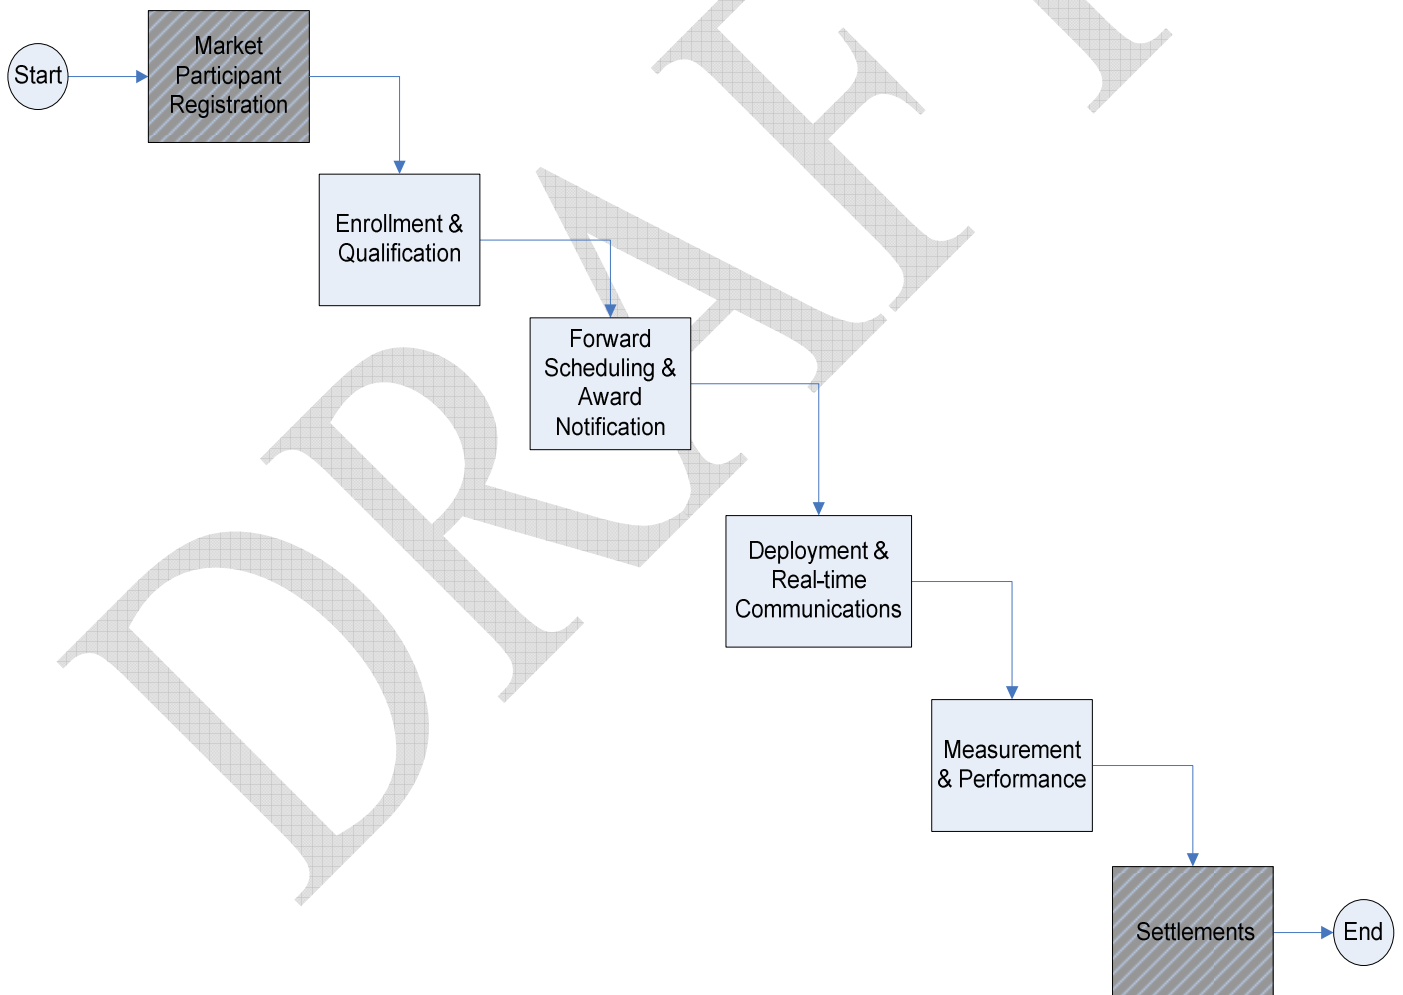 Start
Market
Participant
Registration
Enrollment &
Qualification
Forward
Scheduling &
Award
Notification
Deployment &
Real-time
Communications
Measurement
& Performance
Settlements
End
DRAFT